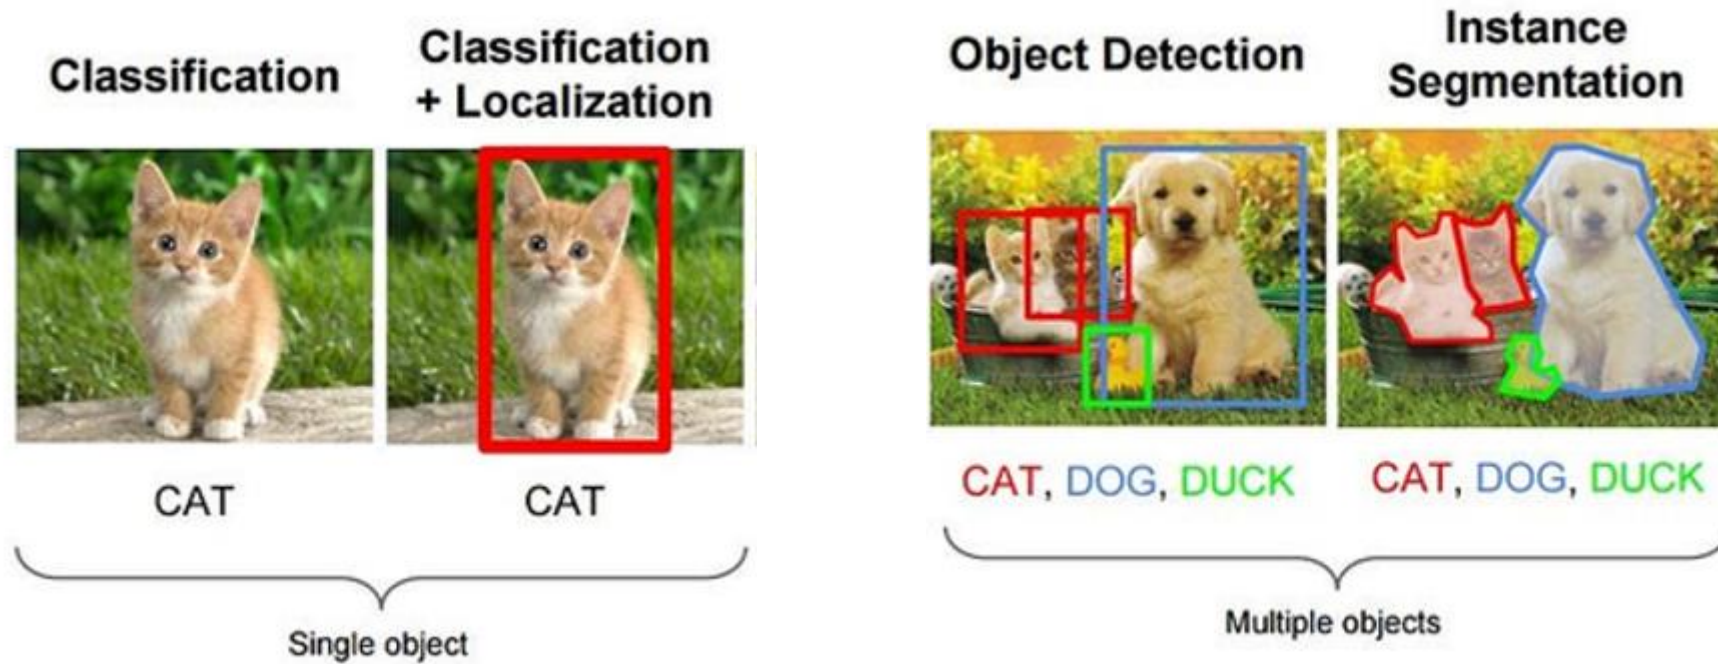 Classification
Classification
+ Localization
Object Detection
Instance
Segmentation
CAT
CAT
CAT, DOG, DUCK
CAT, DOG, DUCK
Single object
Multiple objects